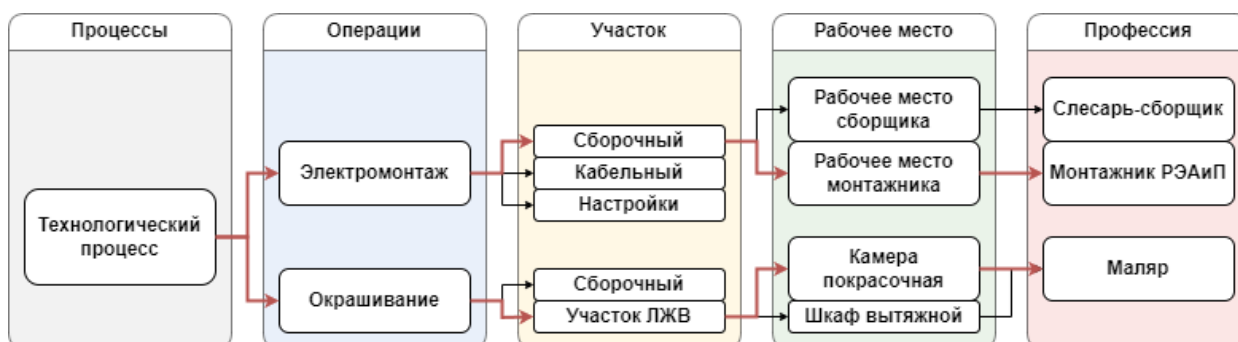 Процессы
Операции
Участок
Рабочее место
Профессия
Технологический
процесс
Электромонтаж
Окрашивание
Сборочный
Кабельный
Настройки
Сборочный
Участок ЛЖВ
Рабочее место
сборщика
Рабочее место
монтажника
Камера
покрасочная
Шкаф вытяжной
Слесарь-сборщик
Монтажник РЭАиП
Маляр